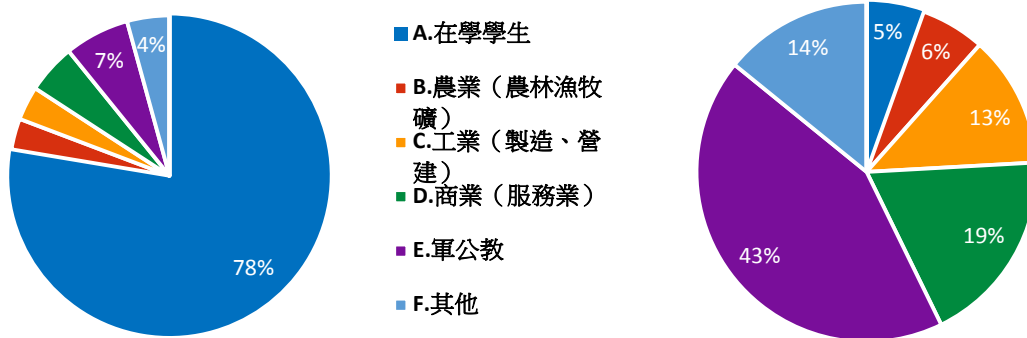 4%
7%
78%
A.在學學生
B.農業（農林漁牧
礦）
C.工業（製造、營
建）
D.商業（服務業）
E.軍公教
F.其他
5%
6%
14%
13%
19%
43%